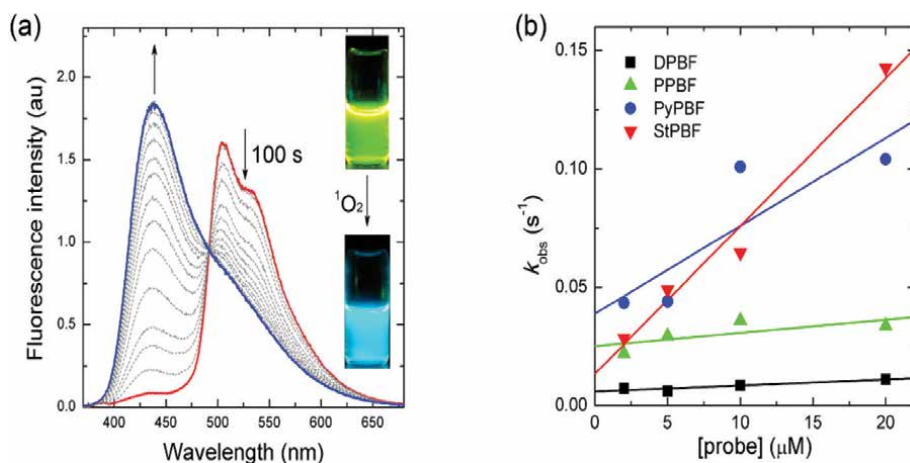 (a)
Fluorescence intensity (au)
2.0
1.5
1.0
0.5
0.0
400 450 500 550 600 650
Wavelength (nm)
100 s
¹O₂
(b)
k_obs (s⁻¹)
0.15
0.10
0.05
0.00
0 5 10 15 20
[probe] (μM)
DPBF
PPBF
PyPBF
StPBF